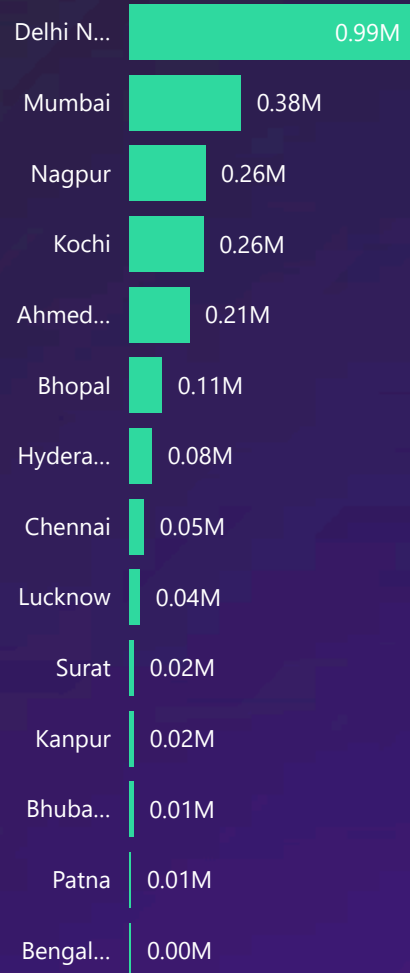 Delhi N... 0.99M
Mumbai 0.38M
Nagpur 0.26M
Kochi 0.26M
Ahmed... 0.21M
Bhopal 0.11M
Hydera... 0.08M
Chennai 0.05M
Lucknow 0.04M
Surat 0.02M
Kanpur 0.02M
Bhuba... 0.01M
Patna 0.01M
Bengal... 0.00M